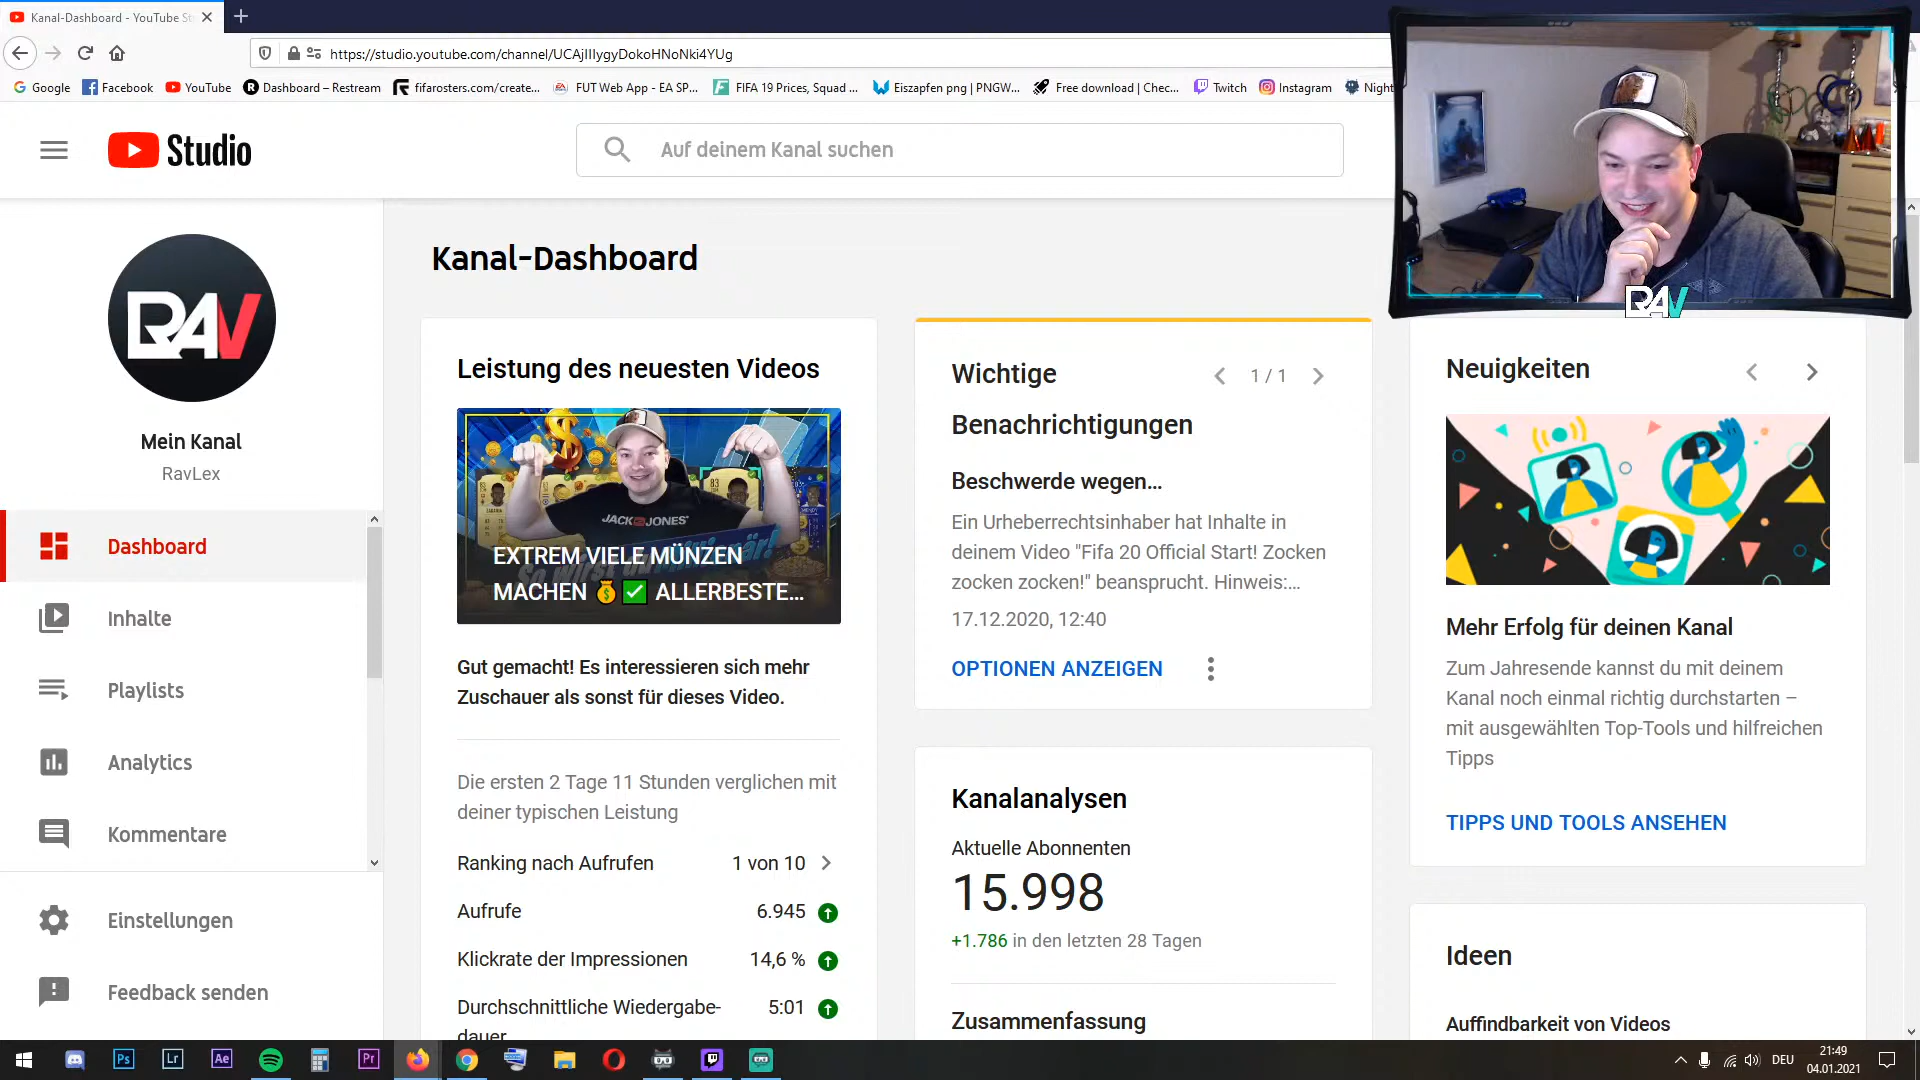 Kanal-Dashboard - YouTube St
https://studio.youtube.com/channel/UCAjIIIygyDokoHNoNki4YUg
Google
Facebook
YouTube
Dashboard – Restream
fifarosters.com/create...
FUT Web App - EA SP...
FIFA 19 Prices, Squad ...
Eiszapfen png | PNGW...
Free download | Chec...
Twitch
Instagram
Night
Studio
Auf deinem Kanal suchen
RAV
RAV
Mein Kanal
RavLex
Dashboard
Inhalte
Playlists
Analytics
Kommentare
Einstellungen
Feedback senden
Kanal-Dashboard
Leistung des neuesten Videos
JACK JONES
EXTREM VIELE MÜNZEN
MACHEN 💰✅ ALLERBESTE...
Gut gemacht! Es interessieren sich mehr
Zuschauer als sonst für dieses Video.
Die ersten 2 Tage 11 Stunden verglichen mit
deiner typischen Leistung
Ranking nach Aufrufen 1 von 10
Aufrufe 6.945
Klickrate der Impressionen 14,6 %
Durchschnittliche Wiedergabe- 5:01
dauer
Wichtige 1 / 1
Benachrichtigungen
Beschwerde wegen...
Ein Urheberrechtsinhaber hat Inhalte in
deinem Video "Fifa 20 Official Start! Zocken
zocken zocken!" beansprucht. Hinweis:...
17.12.2020, 12:40
OPTIONEN ANZEIGEN
Kanalanalysen
Aktuelle Abonnenten
15.998
+1.786 in den letzten 28 Tagen
Zusammenfassung
Neuigkeiten
Mehr Erfolg für deinen Kanal
Zum Jahresende kannst du mit deinem
Kanal noch einmal richtig durchstarten –
mit ausgewählten Top-Tools und hilfreichen
Tipps
TIPPS UND TOOLS ANSEHEN
Ideen
Auffindbarkeit von Videos
Ps
Lr
Ae
Pr
DEU
21:49
04.01.2021